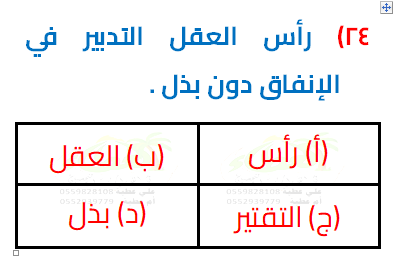 ٢٤) رأس العقل التدبير في
الإنفاق دون بذل .
(أ) رأس
(ب) العقل
(ج) التقتير
(د) بذل